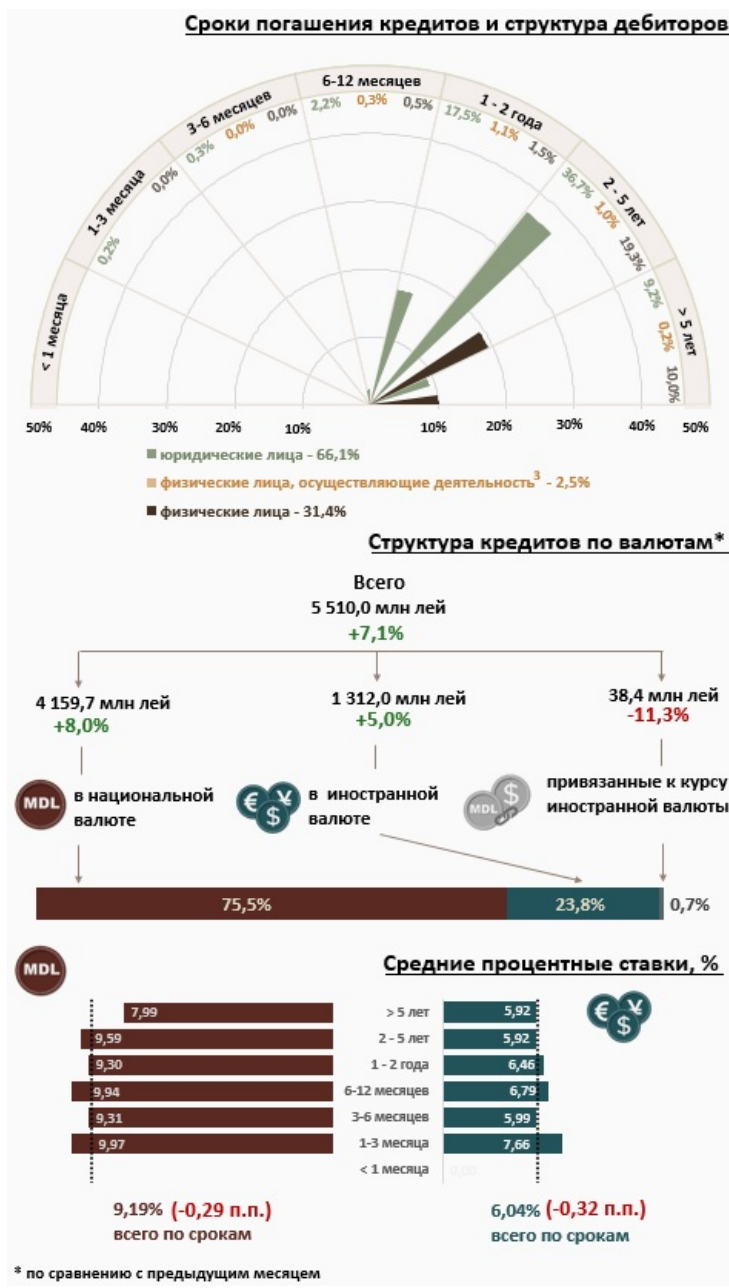 Сроки погашения кредитов и структура дебиторов
< 1 месяца
1-3 месяца
3-6 месяцев
6-12 месяцев
1 - 2 года
2 - 5 лет
> 5 лет
0,2%
0,0%
0,3%
0,0%
0,0%
2,2%
0,3%
0,5%
17,5%
1,1%
1,5%
36,7%
1,0%
19,3%
9,2%
0,2%
10,0%
50% 40% 30% 20% 10% 10% 20% 30% 40% 50%
юридические лица - 66,1%
физические лица, осуществляющие деятельность3 - 2,5%
физические лица - 31,4%
Структура кредитов по валютам*
Всего
5 510,0 млн лей
+7,1%
4 159,7 млн лей
+8,0%
1 312,0 млн лей
+5,0%
38,4 млн лей
-11,3%
MDL
в национальной
валюте
€ ¥ $
в иностранной
валюте
MDL $
привязанные к курсу
иностранной валюты
75,5% 23,8% 0,7%
MDL
Средние процентные ставки, %
€ ¥ $
7,99 > 5 лет 5,92
9,59 2 - 5 лет 5,92
9,30 1 - 2 года 6,46
9,94 6-12 месяцев 6,79
9,31 3-6 месяцев 5,99
9,97 1-3 месяца 7,66
< 1 месяца 0,00
9,19% (-0,29 п.п.)
всего по срокам
6,04% (-0,32 п.п.)
всего по срокам
* по сравнению с предыдущим месяцем